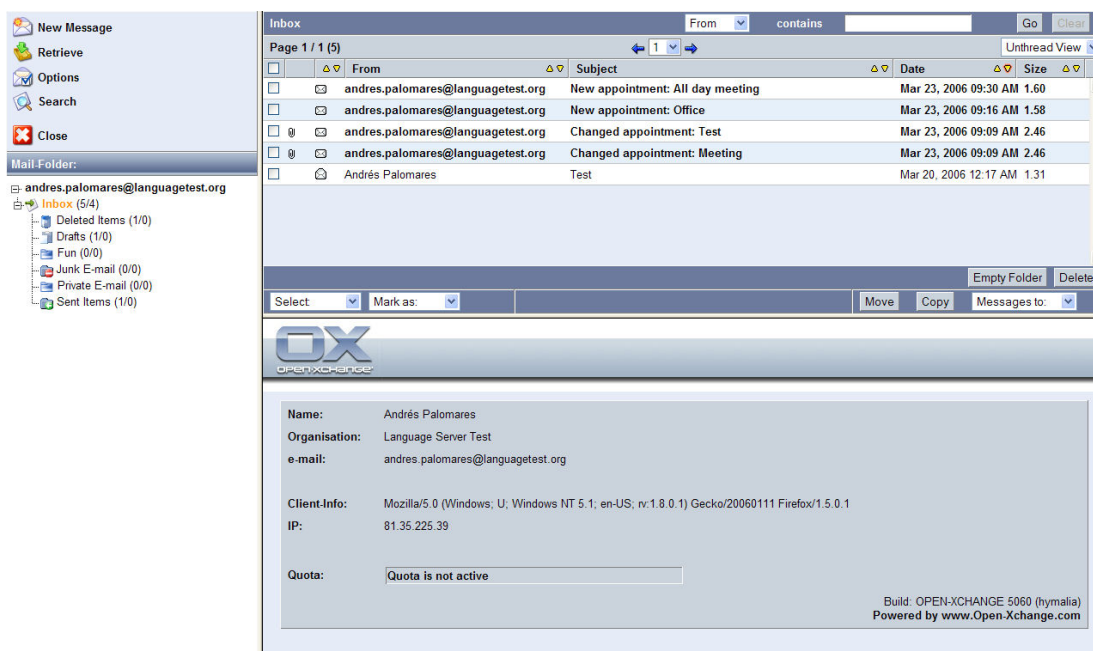 New Message
Retrieve
Options
Search
Close
Mail-Folder:
andres.palomares@languagetest.org
Inbox (5/4)
Deleted Items (1/0)
Drafts (1/0)
Fun (0/0)
Junk E-mail (0/0)
Private E-mail (0/0)
Sent Items (1/0)
Inbox From contains Go Clear
Page 1 / 1 (5) 1 Unthread View
From Subject Date Size
andres.palomares@languagetest.org New appointment: All day meeting Mar 23, 2006 09:30 AM 1.60
andres.palomares@languagetest.org New appointment: Office Mar 23, 2006 09:16 AM 1.58
andres.palomares@languagetest.org Changed appointment: Test Mar 23, 2006 09:09 AM 2.46
andres.palomares@languagetest.org Changed appointment: Meeting Mar 23, 2006 09:09 AM 2.46
Andrés Palomares Test Mar 20, 2006 12:17 AM 1.31
Empty Folder Delete
Select: Mark as: Move Copy Messages to:
OX
OPEN-XCHANGE
Name: Andrés Palomares
Organisation: Language Server Test
e-mail: andres.palomares@languagetest.org
Client-Info: Mozilla/5.0 (Windows; U; Windows NT 5.1; en-US; rv:1.8.0.1) Gecko/20060111 Firefox/1.5.0.1
IP: 81.35.225.39
Quota: Quota is not active
Build: OPEN-XCHANGE 5060 (hymalia)
Powered by www.Open-Xchange.com